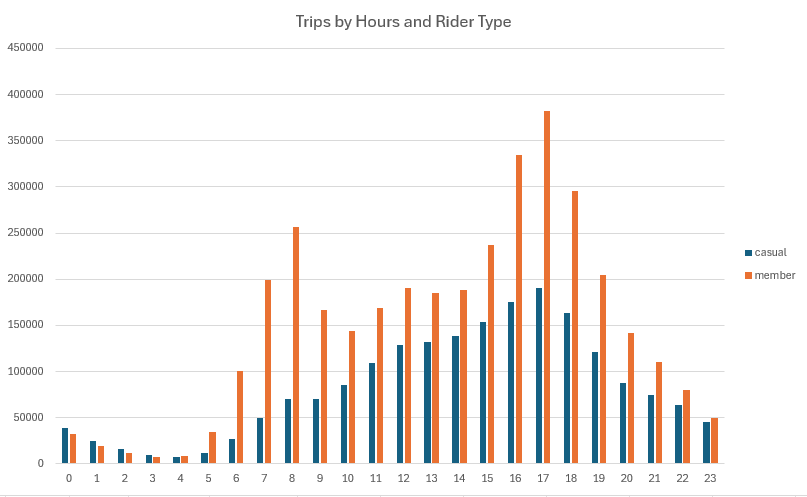 Trips by Hours and Rider Type
450000
400000
350000
300000
250000
200000
150000
100000
50000
0
0 1 2 3 4 5 6 7 8 9 10 11 12 13 14 15 16 17 18 19 20 21 22 23
casual
member